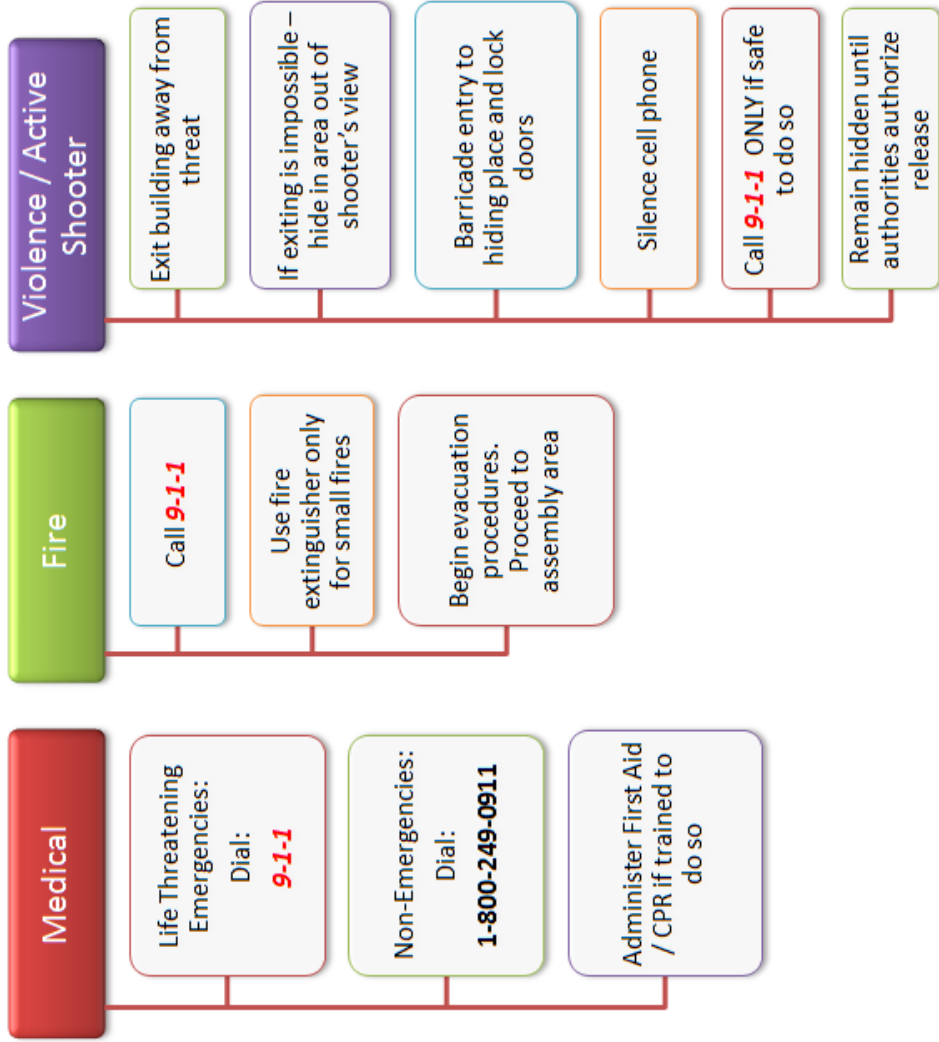 Medical
Life Threatening
Emergencies:
Dial:
9-1-1
Non-Emergencies:
Dial:
1-800-249-0911
Administer First Aid
/ CPR if trained to
do so
Fire
Call 9-1-1
Use fire
extinguisher only
for small fires
Begin evacuation
procedures.
Proceed to
assembly area
Violence / Active
Shooter
Exit building away from
threat
If exiting is impossible –
hide in area out of
shooter's view
Barricade entry to
hiding place and lock
doors
Silence cell phone
Call 9-1-1 ONLY if safe
to do so
Remain hidden until
authorities authorize
release